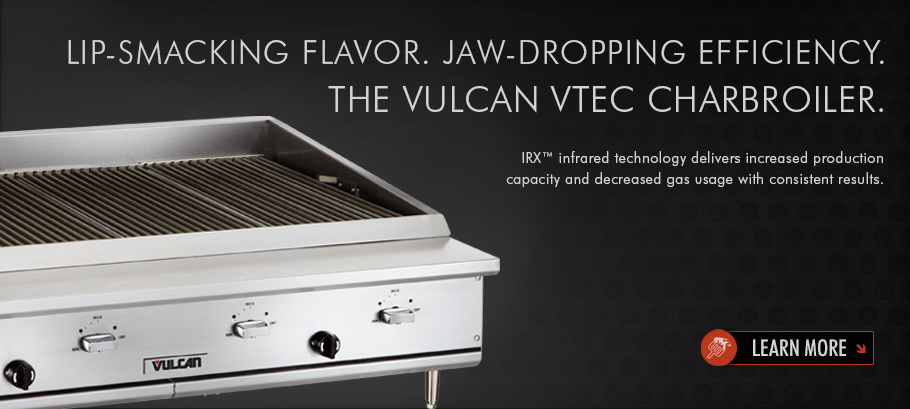 LIP-SMACKING FLAVOR. JAW-DROPPING EFFICIENCY.
THE VULCAN VTEC CHARBROILER.
IRX™ infrared technology delivers increased production
capacity and decreased gas usage with consistent results.
VULCAN
LEARN MORE